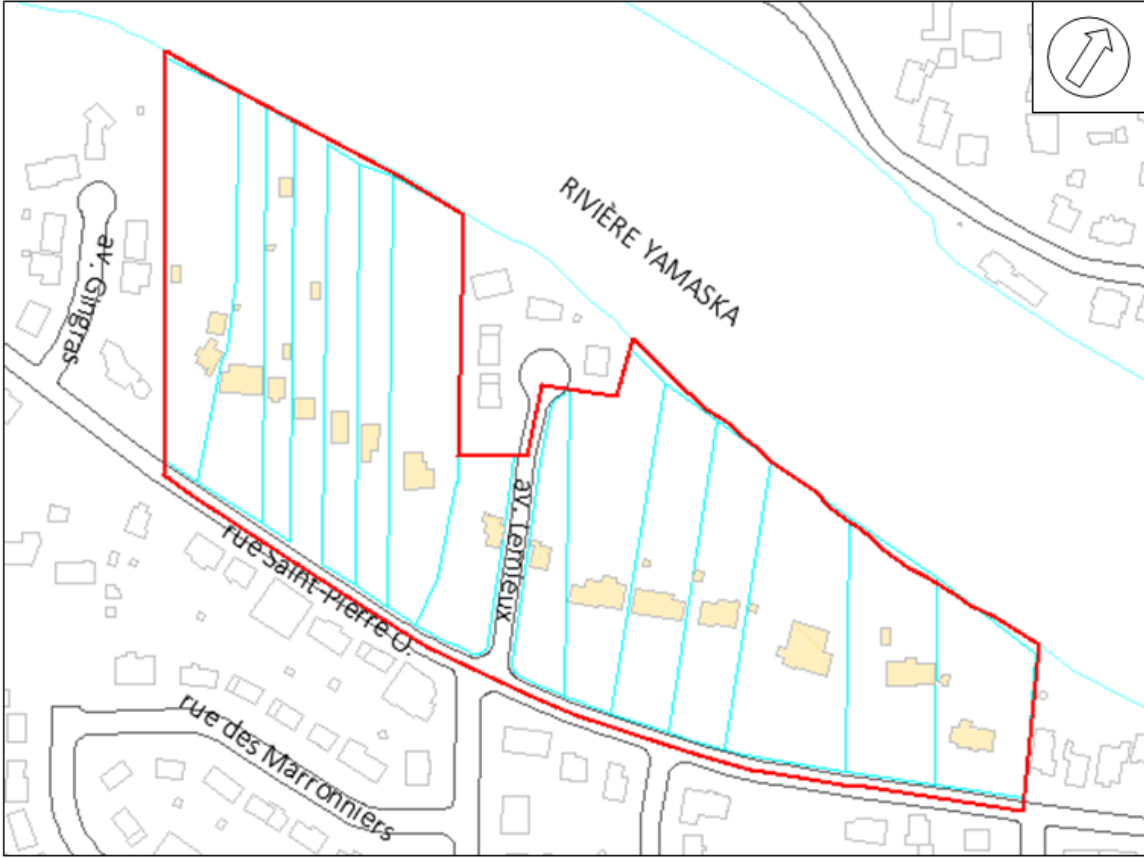 RIVIÈRE YAMASKA
av. Gingras
av. Lemieux
rue Saint-Pierre O.
rue des Marronniers